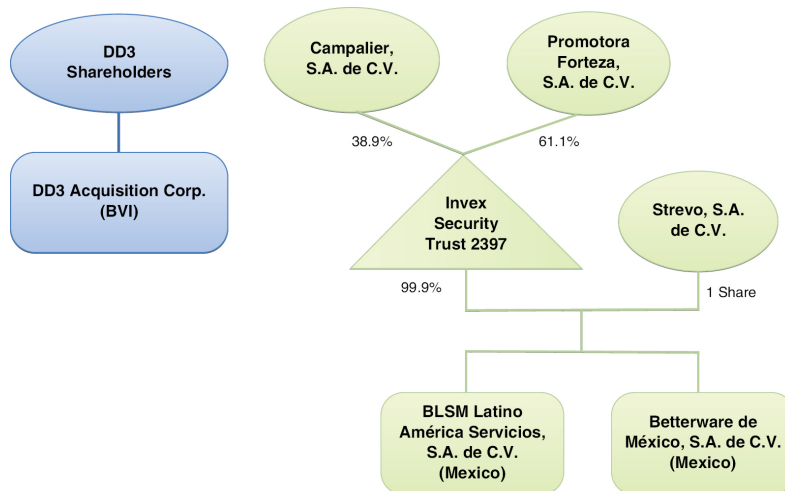 DD3
Shareholders
DD3 Acquisition Corp.
(BVI)
Campalier,
S.A. de C.V.
Promotora
Forteza,
S.A. de C.V.
38.9%
61.1%
Invex
Security
Trust 2397
Strevo, S.A.
de C.V.
99.9%
1 Share
BLSM Latino
América Servicios,
S.A. de C.V.
(Mexico)
Betterware de
México, S.A. de C.V.
(Mexico)